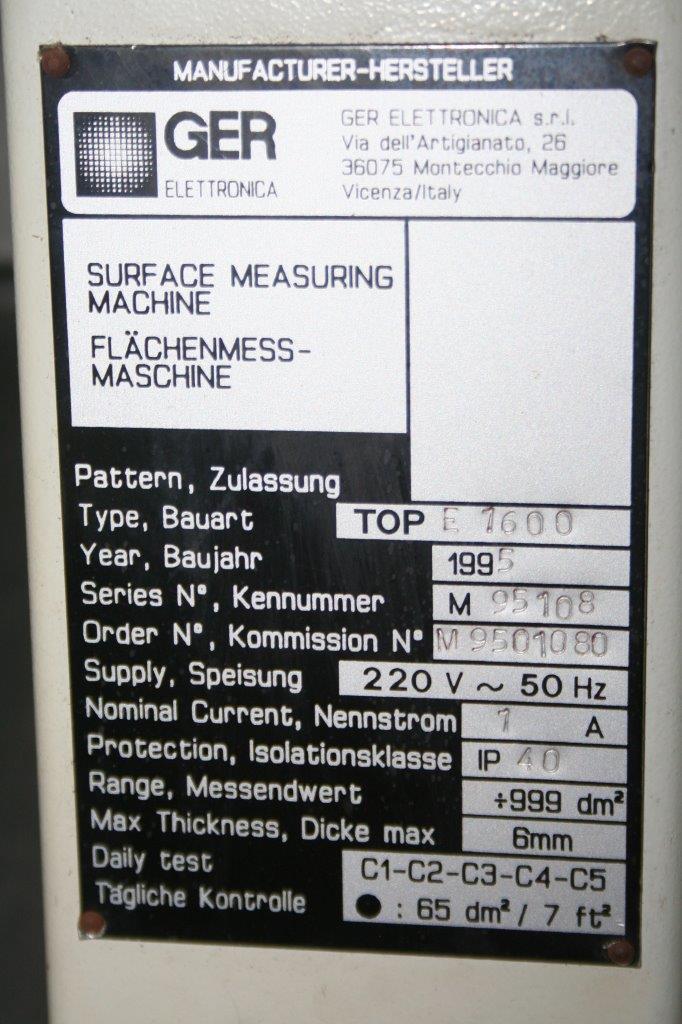 MANUFACTURER-HERSTELLER
GER
ELETTRONICA
GER ELETTRONICA s.r.l.
Via dell'Artigianato, 26
36075 Montecchio Maggiore
Vicenza/Italy
SURFACE MEASURING
MACHINE
FLÄCHENMESS-
MASCHINE
Pattern, Zulassung
Type, Bauart TOP E 1600
Year, Baujahr 1995
Series N°, Kennummer M 95108
Order N°, Kommission N° M 9501080
Supply, Speisung 220 V ~ 50 Hz
Nominal Current, Nennstrom 1 A
Protection, Isolationsklasse IP 40
Range, Messendwert ÷999 dm²
Max Thickness, Dicke max 6mm
Daily test C1-C2-C3-C4-C5
Tägliche Kontrolle ● : 65 dm² / 7 ft²